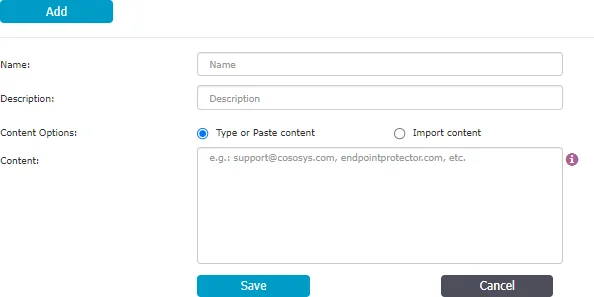 Add
Name: Name
Description: Description
Content Options: Type or Paste content Import content
Content: e.g.: support@cososys.com, endpointprotector.com, etc.
Save Cancel